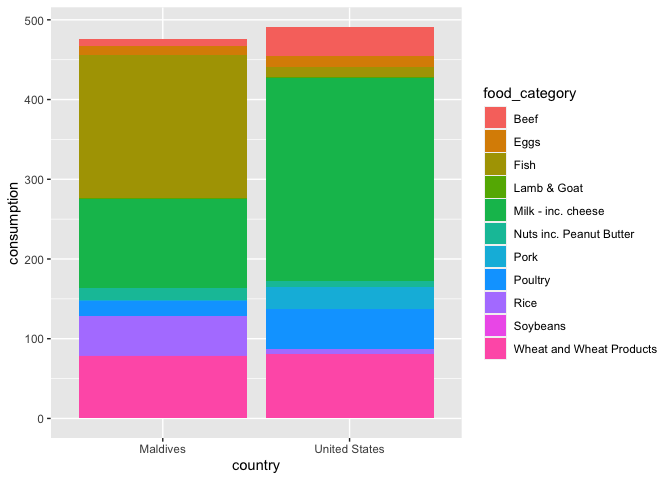 500
400
300
200
100
0
consumption
Maldives
United States
country
food_category
Beef
Eggs
Fish
Lamb & Goat
Milk - inc. cheese
Nuts inc. Peanut Butter
Pork
Poultry
Rice
Soybeans
Wheat and Wheat Products